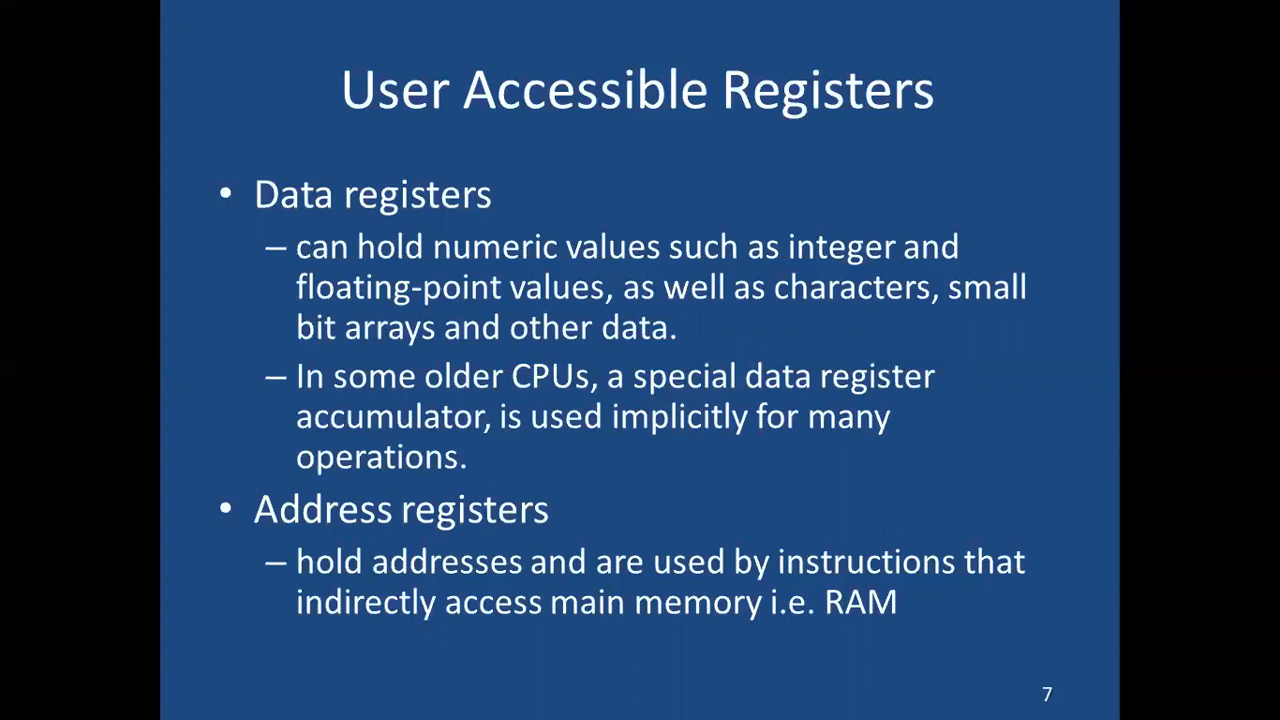 User Accessible Registers
• Data registers
– can hold numeric values such as integer and
floating-point values, as well as characters, small
bit arrays and other data.
– In some older CPUs, a special data register
accumulator, is used implicitly for many
operations.
• Address registers
– hold addresses and are used by instructions that
indirectly access main memory i.e. RAM
7